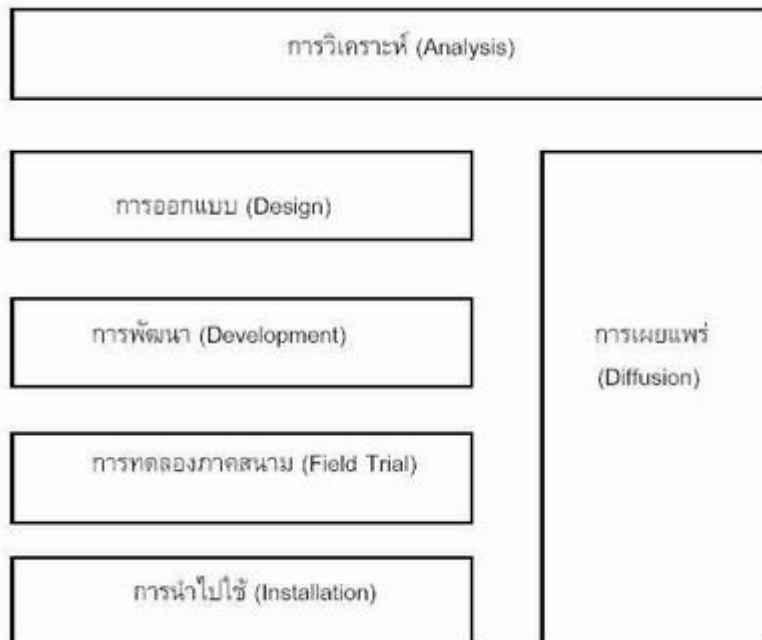 การวิเคราะห์ (Analysis)
การออกแบบ (Design)
การพัฒนา (Development)
การทดลองภาคสนาม (Field Trial)
การนำไปใช้ (Installation)
การเผยแพร่
(Diffusion)